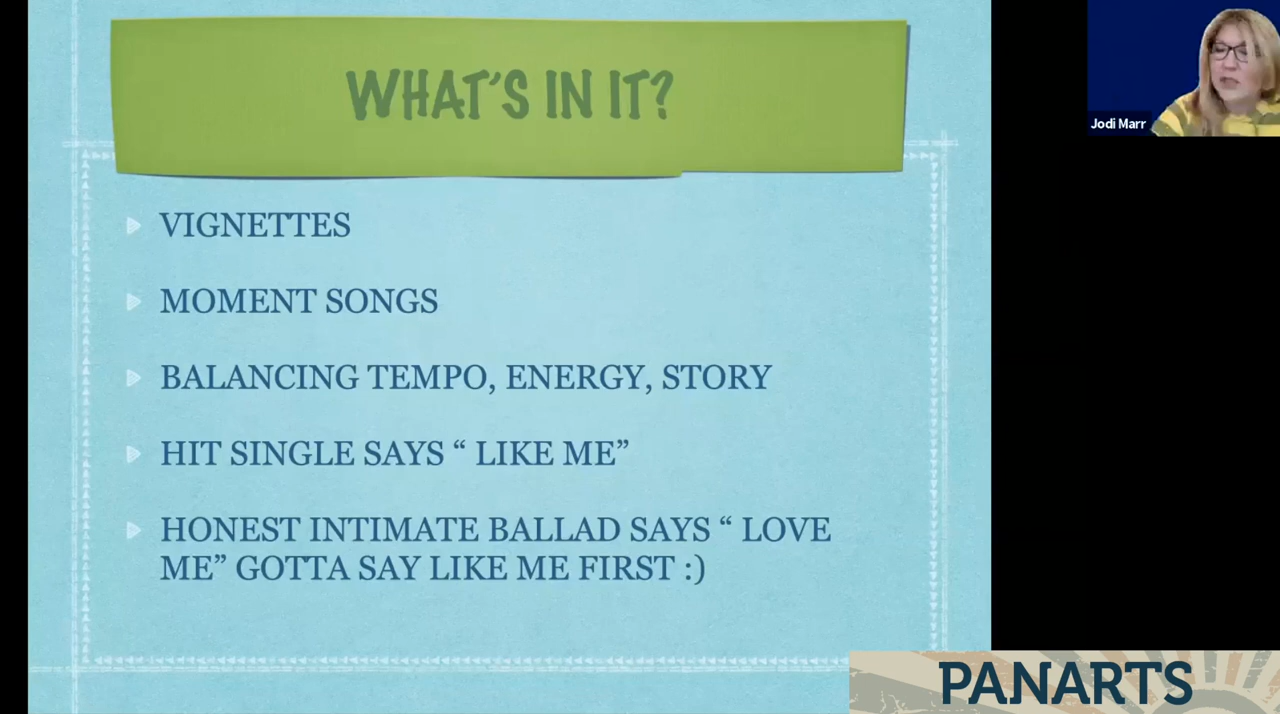 WHAT'S IN IT?
VIGNETTES
MOMENT SONGS
BALANCING TEMPO, ENERGY, STORY
HIT SINGLE SAYS “ LIKE ME”
HONEST INTIMATE BALLAD SAYS “ LOVE
ME” GOTTA SAY LIKE ME FIRST :)
Jodi Marr
PANARTS